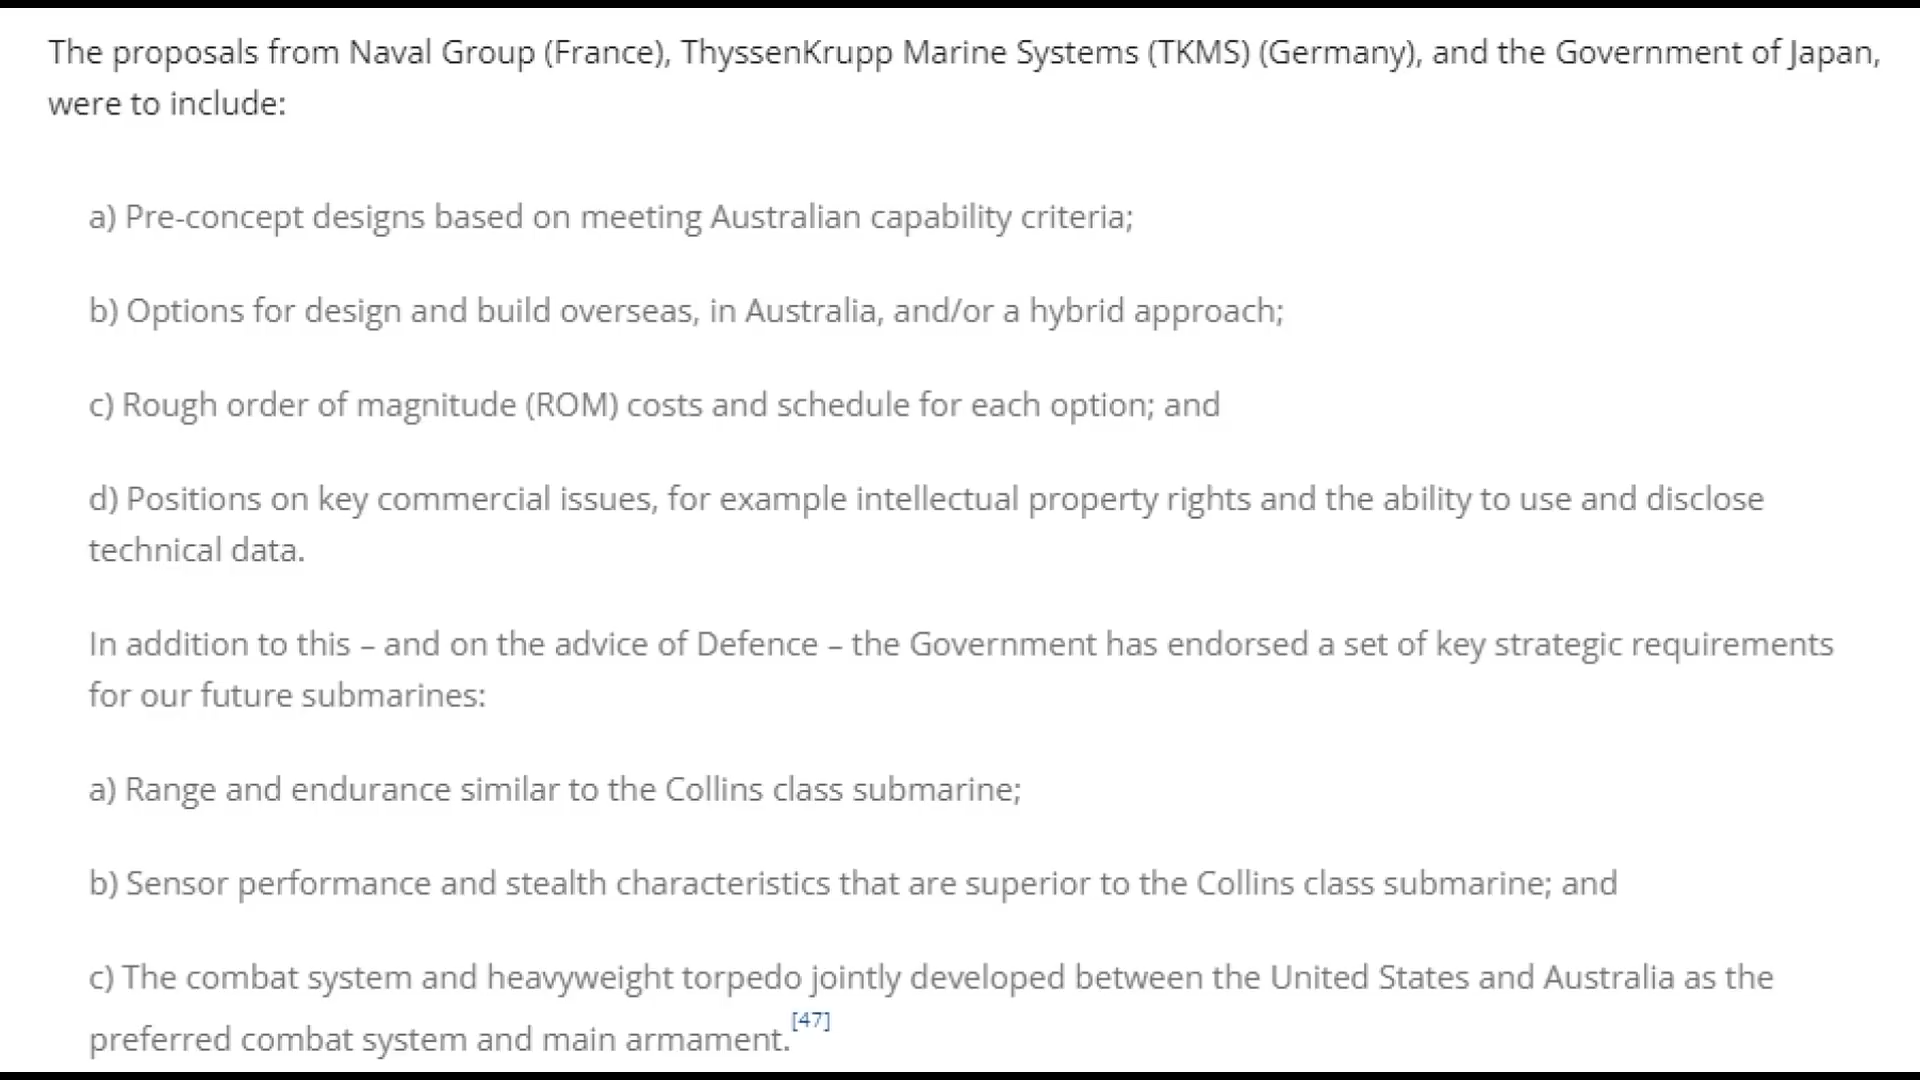 The proposals from Naval Group (France), ThyssenKrupp Marine Systems (TKMS) (Germany), and the Government of Japan,
were to include:
a) Pre-concept designs based on meeting Australian capability criteria;
b) Options for design and build overseas, in Australia, and/or a hybrid approach;
c) Rough order of magnitude (ROM) costs and schedule for each option; and
d) Positions on key commercial issues, for example intellectual property rights and the ability to use and disclose
technical data.
In addition to this – and on the advice of Defence – the Government has endorsed a set of key strategic requirements
for our future submarines:
a) Range and endurance similar to the Collins class submarine;
b) Sensor performance and stealth characteristics that are superior to the Collins class submarine; and
c) The combat system and heavyweight torpedo jointly developed between the United States and Australia as the
preferred combat system and main armament.[47]